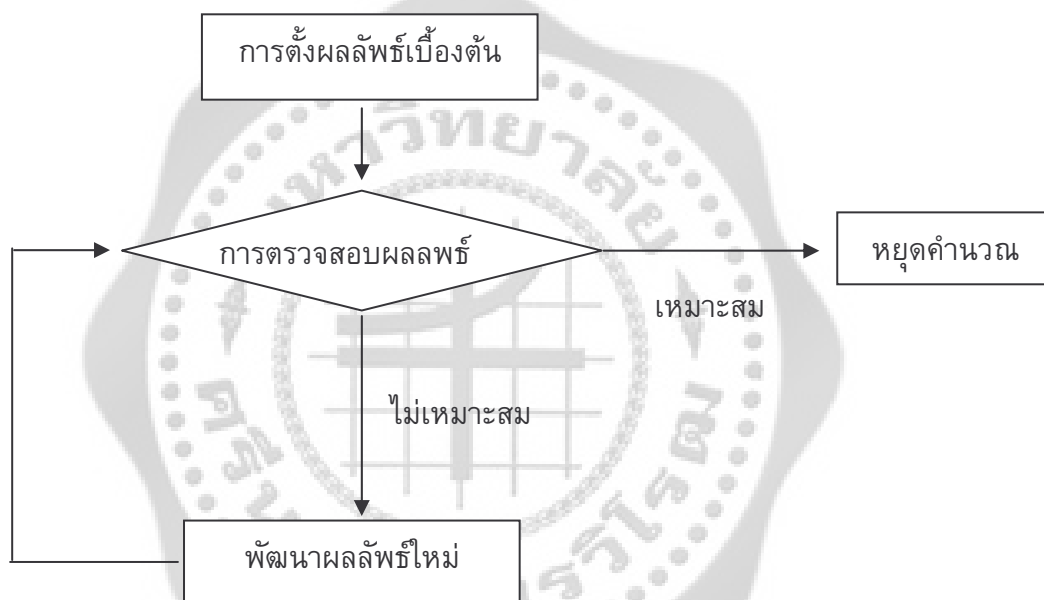 การตั้งผลลัพธ์เบื้องต้น
การตรวจสอบผลลพธ์
หยุดคำนวณ
เหมาะสม
ไม่เหมาะสม
พัฒนาผลลัพธ์ใหม่